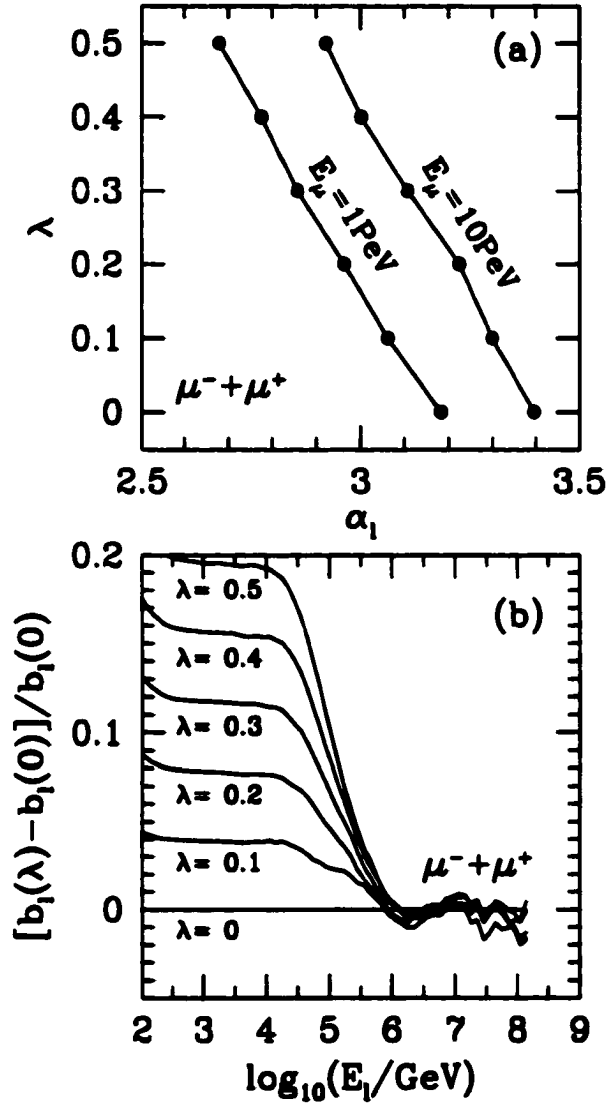 (a)
0.5
0.4
0.3
0.2
0.1
0
λ
E_μ=1PeV
E_μ=10PeV
μ⁻+μ⁺
2.5 3 3.5
α_l
(b)
0.2
0.1
0
[b_l(λ)−b_l(0)]/b_l(0)
λ= 0.5
λ= 0.4
λ= 0.3
λ= 0.2
λ= 0.1
λ= 0
μ⁻+μ⁺
2 3 4 5 6 7 8 9
log₁₀(E_l/GeV)